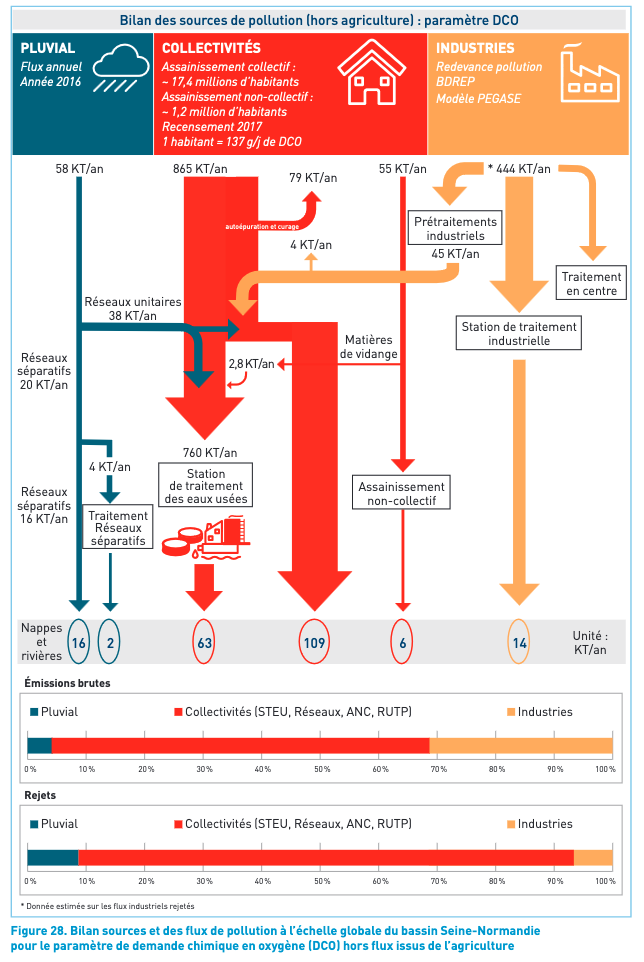 Bilan des sources de pollution (hors agriculture) : paramètre DCO
PLUVIAL
Flux annuel
Année 2016
COLLECTIVITÉS
Assainissement collectif :
~ 17,4 millions d'habitants
Assainissement non-collectif :
~ 1,2 million d'habitants
Recensement 2017
1 habitant = 137 g/j de DCO
INDUSTRIES
Redevance pollution
BDREP
Modèle PEGASE
58 KT/an
865 KT/an
79 KT/an
55 KT/an
* 444 KT/an
autoépuration et curage
Prétraitements
industriels
4 KT/an
45 KT/an
Traitement
en centre
Réseaux unitaires
38 KT/an
Station de traitement
industrielle
Matières
de vidange
Réseaux
séparatifs
20 KT/an
2,8 KT/an
760 KT/an
4 KT/an
Station
de traitement
des eaux usées
Assainissement
non-collectif
Réseaux
séparatifs
16 KT/an
Traitement
Réseaux
séparatifs
Nappes
et
rivières
16
2
63
109
6
14
Unité :
KT/an
Émissions brutes
Pluvial
Collectivités (STEU, Réseaux, ANC, RUTP)
Industries
0 % 10 % 20 % 30 % 40 % 50 % 60 % 70 % 80 % 90 % 100 %
Rejets
Pluvial
Collectivités (STEU, Réseaux, ANC, RUTP)
Industries
0 % 10 % 20 % 30 % 40 % 50 % 60 % 70 % 80 % 90 % 100 %
* Donnée estimée sur les flux industriels rejetés
Figure 28. Bilan sources et des flux de pollution à l'échelle globale du bassin Seine-Normandie
pour le paramètre de demande chimique en oxygène (DCO) hors flux issus de l'agriculture